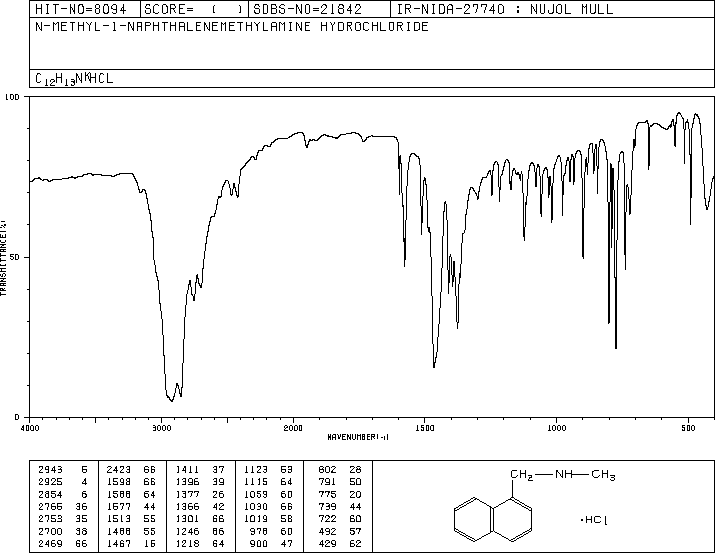 HIT-NO=8094 SCORE= ( ) SDBS-NO=21842 IR-NIDA-27740 : NUJOL MULL
N-METHYL-1-NAPHTHALENEMETHYLAMINE HYDROCHLORIDE
C12H13N*HCL
100
50
0
TRANSMITTANCE(%)
4000 3000 2000 1500 1000 500
WAVENUMBER(-1)
2943 5 2423 66 1411 37 1123 53 802 28
2925 4 1598 66 1396 39 1115 64 791 50
2854 6 1588 64 1377 26 1059 60 775 20
2765 36 1577 44 1366 42 1030 66 739 44
2753 35 1513 55 1301 66 1019 58 722 60
2700 38 1488 55 1246 66 978 60 492 57
2469 66 1467 15 1218 64 900 47 429 62
CH2—NH—CH3
·HCl